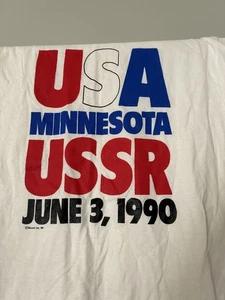 USA
MINNESOTA
USSR
JUNE 3, 1990